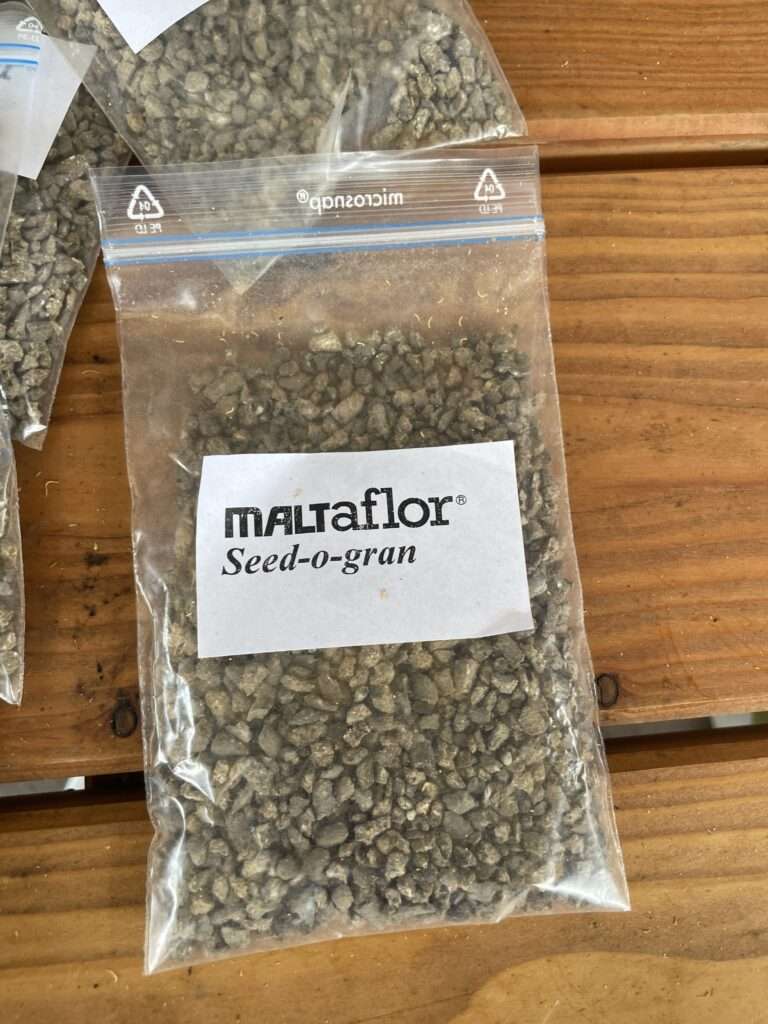 04 microsnap® 04
PE LD PE LD
MALTaflor®
Seed-o-gran